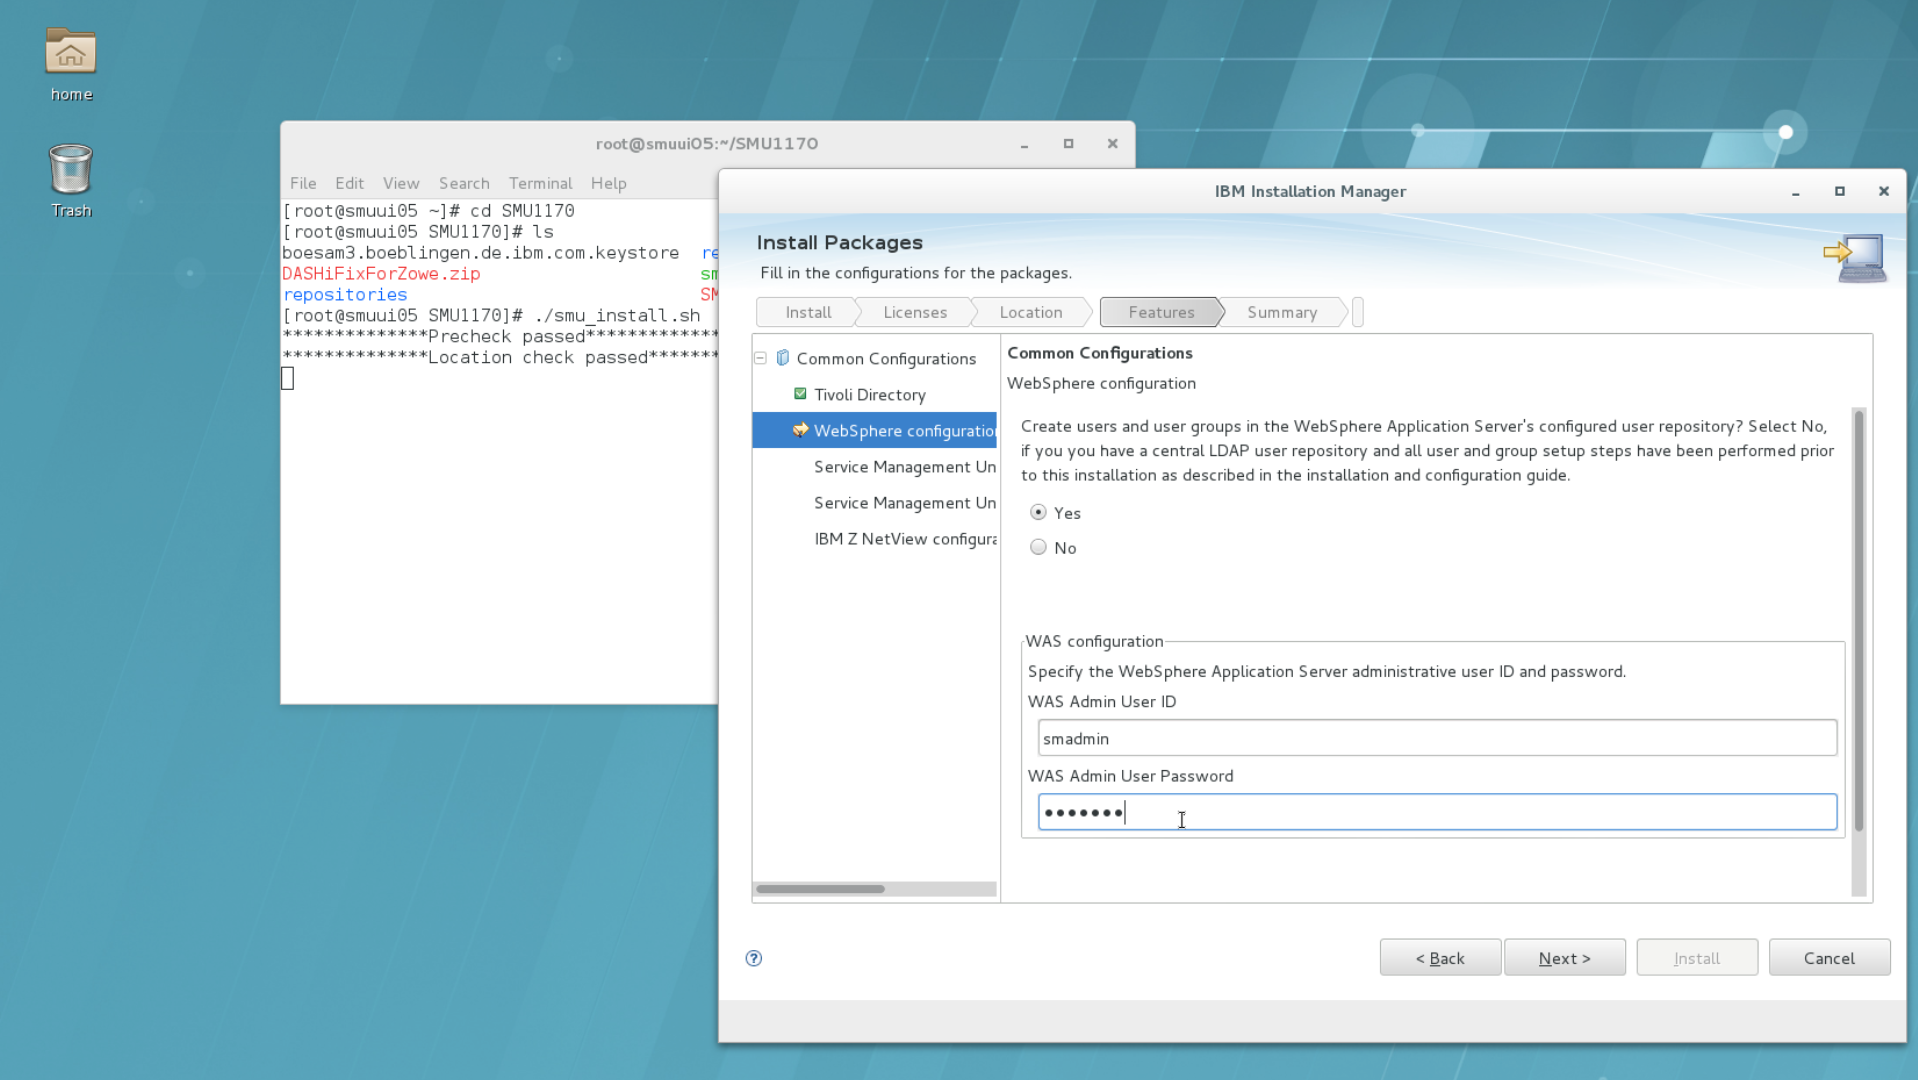 home
Trash
root@smuui05:~/SMU1170
File Edit View Search Terminal Help
[root@smuui05 ~]# cd SMU1170
[root@smuui05 SMU1170]# ls
boesam3.boeblingen.de.ibm.com.keystore re
DASHiFixForZowe.zip sm
repositories SM
[root@smuui05 SMU1170]# ./smu_install.sh
**************Precheck passed*************
**************Location check passed*******
IBM Installation Manager
Install Packages
Fill in the configurations for the packages.
Install Licenses Location Features Summary
Common Configurations
Tivoli Directory
WebSphere configuration
Service Management Un
Service Management Un
IBM Z NetView configura
Common Configurations
WebSphere configuration
Create users and user groups in the WebSphere Application Server's configured user repository? Select No,
if you you have a central LDAP user repository and all user and group setup steps have been performed prior
to this installation as described in the installation and configuration guide.
Yes
No
WAS configuration
Specify the WebSphere Application Server administrative user ID and password.
WAS Admin User ID
smadmin
WAS Admin User Password
•••••••
< Back Next > Install Cancel